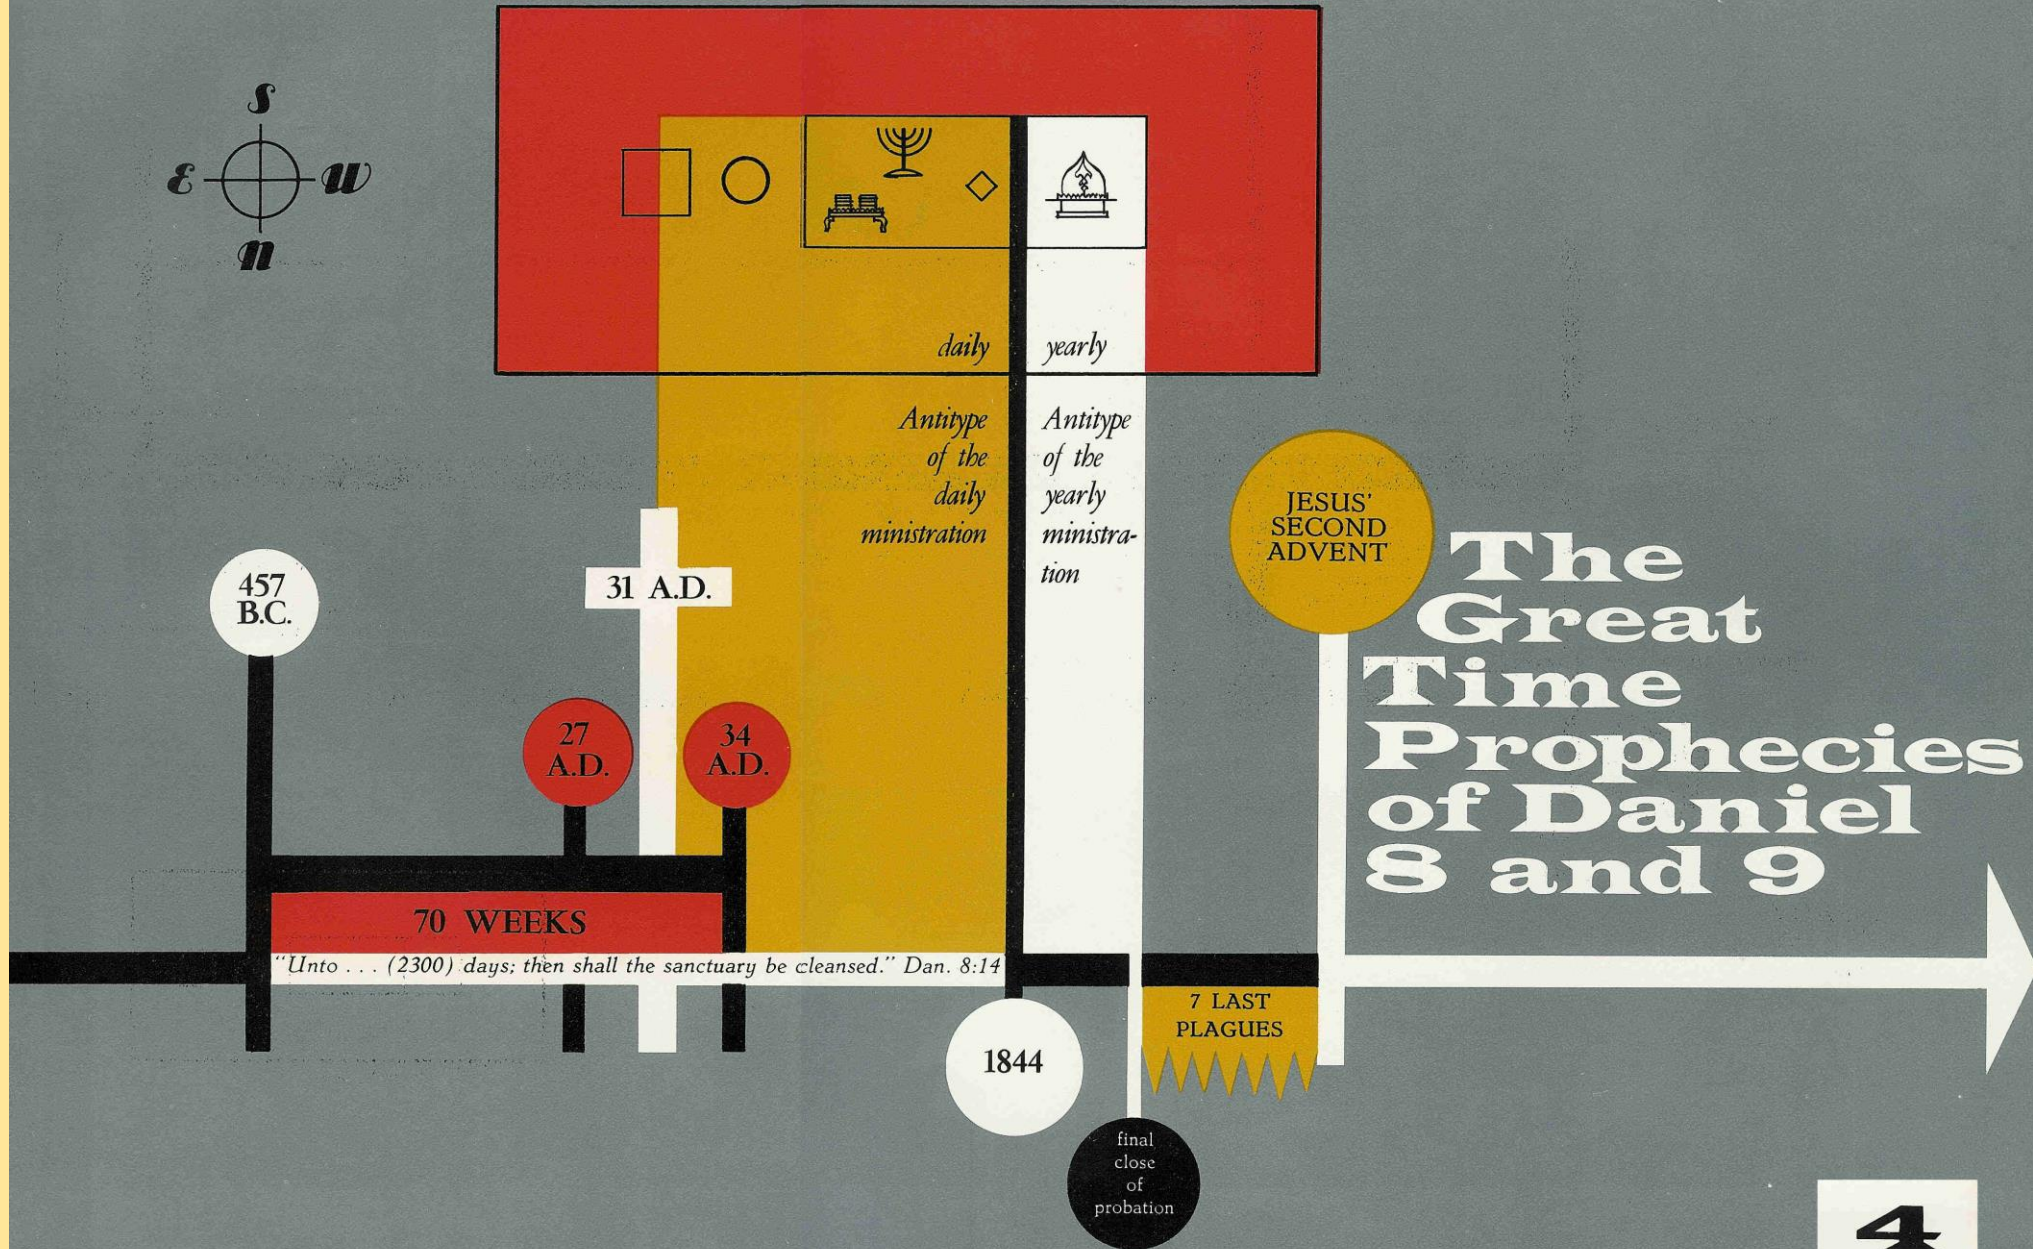 S
E W
n
daily
yearly
Antitype
of the
daily
ministration
Antitype
of the
yearly
ministra-
tion
JESUS'
SECOND
ADVENT
The
Great
Time
Prophecies
of Daniel
8 and 9
457
B.C.
31 A.D.
27
A.D.
34
A.D.
70 WEEKS
"Unto . . . (2300) days; then shall the sanctuary be cleansed." Dan. 8:14
7 LAST
PLAGUES
1844
final
close
of
probation
4